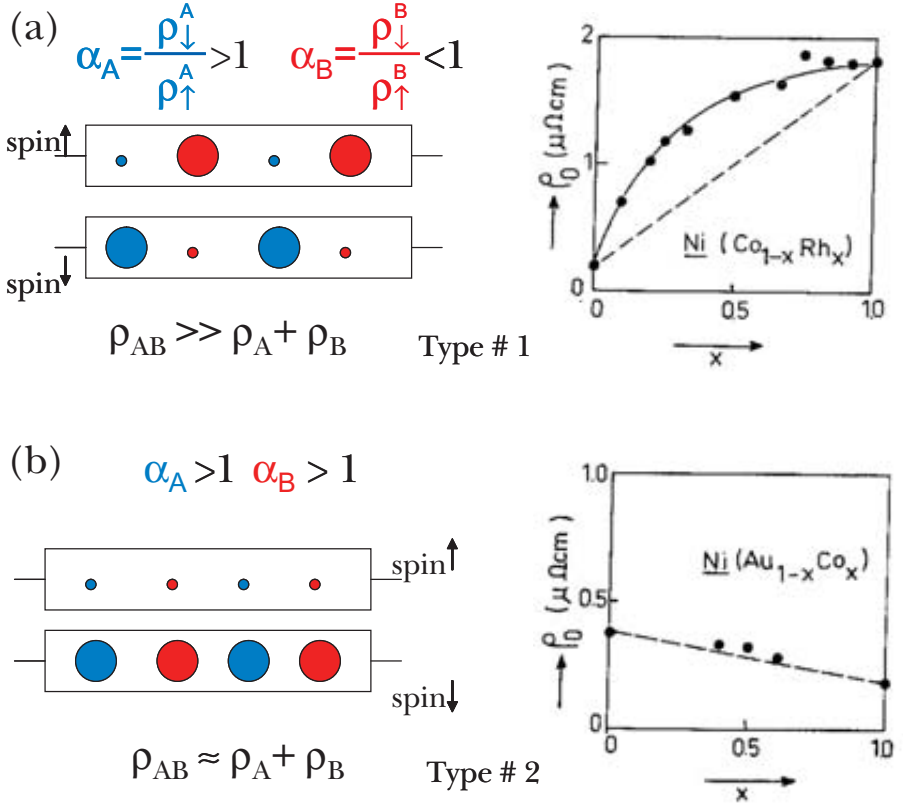 (a)
α_A = ρ↓^A / ρ↑^A > 1   α_B = ρ↓^B / ρ↑^B < 1
spin↑
spin↓
ρ_AB >> ρ_A + ρ_B   Type # 1
2
1
0
ρ_0 (μΩcm)
Ni (Co_1-x Rh_x)
0   0.5   1.0
x
(b)
α_A >1   α_B > 1
spin↑
spin↓
ρ_AB ≈ ρ_A + ρ_B   Type # 2
1.0
0.5
0
ρ_0 (μΩcm)
Ni (Au_1-x Co_x)
0   0.5   1.0
x